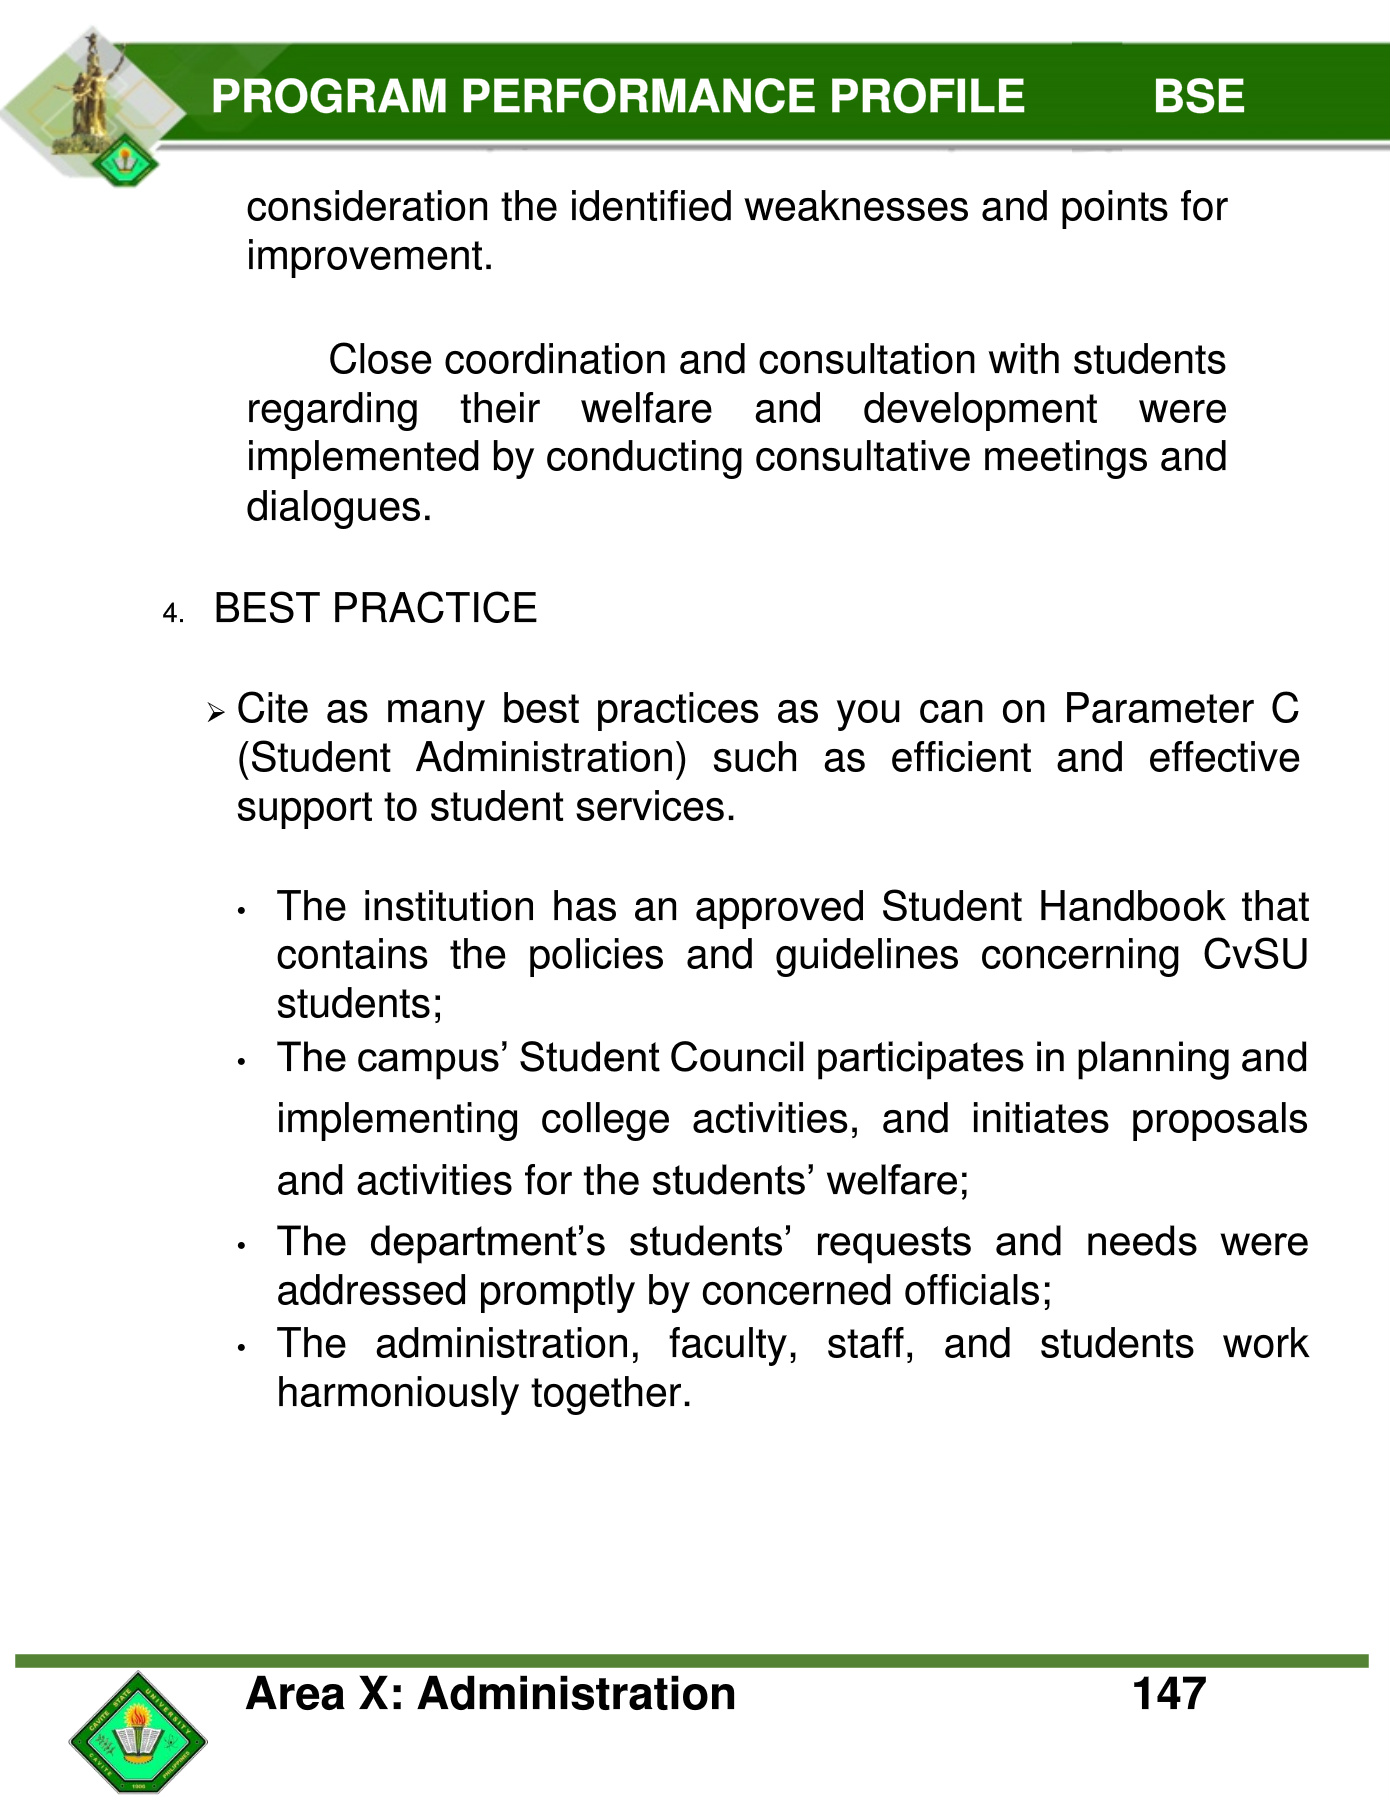 PROGRAM PERFORMANCE PROFILE BSE
consideration the identified weaknesses and points for
improvement.
Close coordination and consultation with students
regarding their welfare and development were
implemented by conducting consultative meetings and
dialogues.
4. BEST PRACTICE
➢ Cite as many best practices as you can on Parameter C
(Student Administration) such as efficient and effective
support to student services.
• The institution has an approved Student Handbook that
contains the policies and guidelines concerning CvSU
students;
• The campus’ Student Council participates in planning and
implementing college activities, and initiates proposals
and activities for the students’ welfare;
• The department’s students’ requests and needs were
addressed promptly by concerned officials;
• The administration, faculty, staff, and students work
harmoniously together.
Area X: Administration 147
CAVITE STATE UNIVERSITY
CAVITE PHILIPPINES
1906